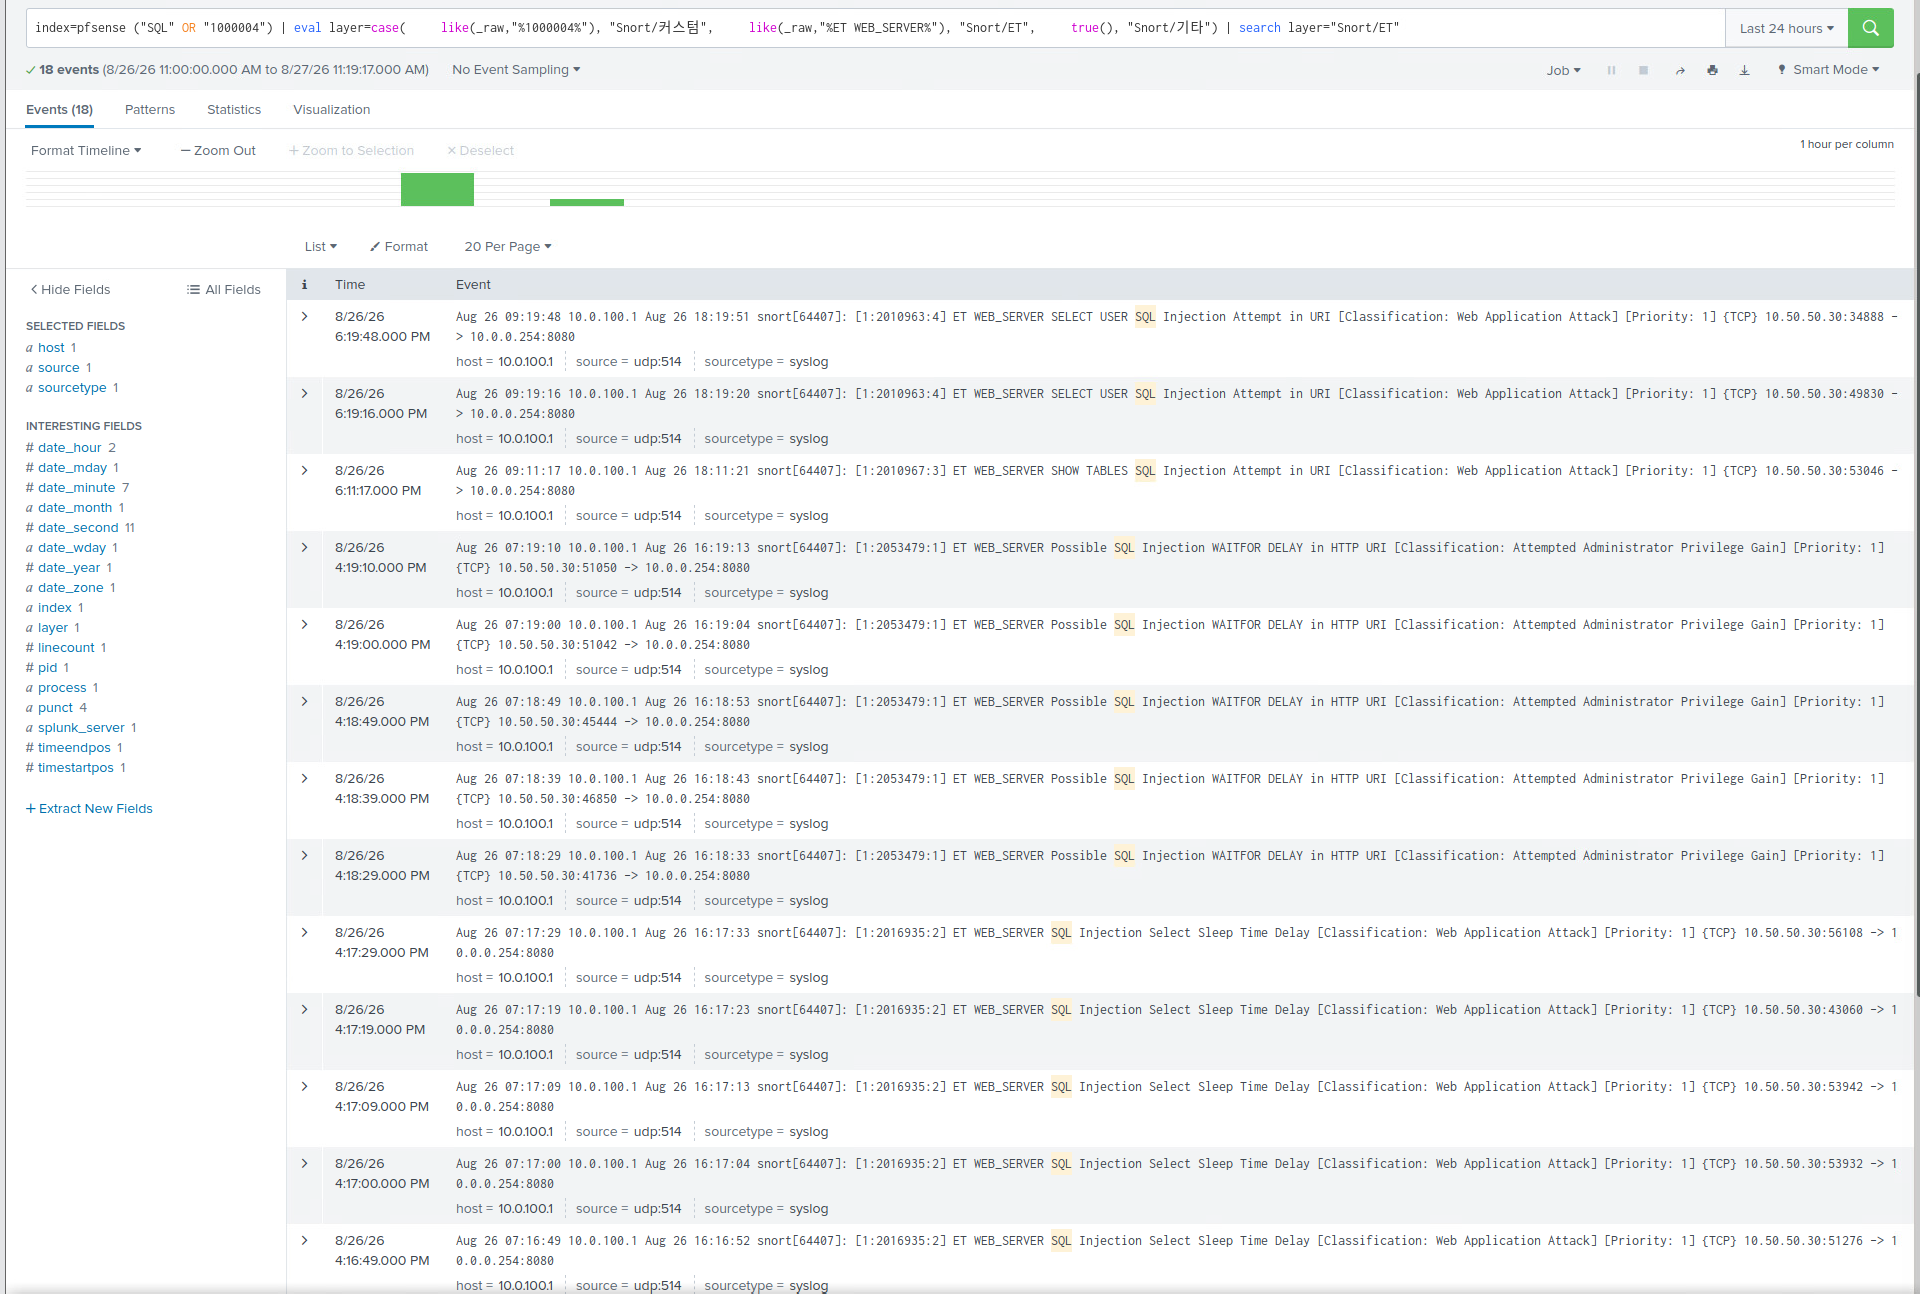 index=pfsense ("SQL" OR "1000004") | eval layer=case(     like(_raw,"%1000004%"), "Snort/커스텀",     like(_raw,"%ET WEB_SERVER%"), "Snort/ET",     true(), "Snort/기타") | search layer="Snort/ET"
Last 24 hours
18 events (8/26/26 11:00:00.000 AM to 8/27/26 11:19:17.000 AM)
No Event Sampling
Job
Smart Mode
Events (18)
Patterns
Statistics
Visualization
Format Timeline
— Zoom Out
+ Zoom to Selection
× Deselect
1 hour per column
List
Format
20 Per Page
Hide Fields
All Fields
SELECTED FIELDS
a host 1
a source 1
a sourcetype 1
INTERESTING FIELDS
# date_hour 2
# date_mday 1
# date_minute 7
a date_month 1
# date_second 11
a date_wday 1
# date_year 1
a date_zone 1
a index 1
a layer 1
# linecount 1
# pid 1
a process 1
a punct 4
a splunk_server 1
# timeendpos 1
# timestartpos 1
+ Extract New Fields
i Time Event
8/26/26
6:19:48.000 PM
Aug 26 09:19:48 10.0.100.1 Aug 26 18:19:51 snort[64407]: [1:2010963:4] ET WEB_SERVER SELECT USER SQL Injection Attempt in URI [Classification: Web Application Attack] [Priority: 1] {TCP} 10.50.50.30:34888 -
> 10.0.0.254:8080
host = 10.0.100.1 source = udp:514 sourcetype = syslog
8/26/26
6:19:16.000 PM
Aug 26 09:19:16 10.0.100.1 Aug 26 18:19:20 snort[64407]: [1:2010963:4] ET WEB_SERVER SELECT USER SQL Injection Attempt in URI [Classification: Web Application Attack] [Priority: 1] {TCP} 10.50.50.30:49830 -
> 10.0.0.254:8080
host = 10.0.100.1 source = udp:514 sourcetype = syslog
8/26/26
6:11:17.000 PM
Aug 26 09:11:17 10.0.100.1 Aug 26 18:11:21 snort[64407]: [1:2010967:3] ET WEB_SERVER SHOW TABLES SQL Injection Attempt in URI [Classification: Web Application Attack] [Priority: 1] {TCP} 10.50.50.30:53046 -
> 10.0.0.254:8080
host = 10.0.100.1 source = udp:514 sourcetype = syslog
8/26/26
4:19:10.000 PM
Aug 26 07:19:10 10.0.100.1 Aug 26 16:19:13 snort[64407]: [1:2053479:1] ET WEB_SERVER Possible SQL Injection WAITFOR DELAY in HTTP URI [Classification: Attempted Administrator Privilege Gain] [Priority: 1]
{TCP} 10.50.50.30:51050 -> 10.0.0.254:8080
host = 10.0.100.1 source = udp:514 sourcetype = syslog
8/26/26
4:19:00.000 PM
Aug 26 07:19:00 10.0.100.1 Aug 26 16:19:04 snort[64407]: [1:2053479:1] ET WEB_SERVER Possible SQL Injection WAITFOR DELAY in HTTP URI [Classification: Attempted Administrator Privilege Gain] [Priority: 1]
{TCP} 10.50.50.30:51042 -> 10.0.0.254:8080
host = 10.0.100.1 source = udp:514 sourcetype = syslog
8/26/26
4:18:49.000 PM
Aug 26 07:18:49 10.0.100.1 Aug 26 16:18:53 snort[64407]: [1:2053479:1] ET WEB_SERVER Possible SQL Injection WAITFOR DELAY in HTTP URI [Classification: Attempted Administrator Privilege Gain] [Priority: 1]
{TCP} 10.50.50.30:45444 -> 10.0.0.254:8080
host = 10.0.100.1 source = udp:514 sourcetype = syslog
8/26/26
4:18:39.000 PM
Aug 26 07:18:39 10.0.100.1 Aug 26 16:18:43 snort[64407]: [1:2053479:1] ET WEB_SERVER Possible SQL Injection WAITFOR DELAY in HTTP URI [Classification: Attempted Administrator Privilege Gain] [Priority: 1]
{TCP} 10.50.50.30:46850 -> 10.0.0.254:8080
host = 10.0.100.1 source = udp:514 sourcetype = syslog
8/26/26
4:18:29.000 PM
Aug 26 07:18:29 10.0.100.1 Aug 26 16:18:33 snort[64407]: [1:2053479:1] ET WEB_SERVER Possible SQL Injection WAITFOR DELAY in HTTP URI [Classification: Attempted Administrator Privilege Gain] [Priority: 1]
{TCP} 10.50.50.30:41736 -> 10.0.0.254:8080
host = 10.0.100.1 source = udp:514 sourcetype = syslog
8/26/26
4:17:29.000 PM
Aug 26 07:17:29 10.0.100.1 Aug 26 16:17:33 snort[64407]: [1:2016935:2] ET WEB_SERVER SQL Injection Select Sleep Time Delay [Classification: Web Application Attack] [Priority: 1] {TCP} 10.50.50.30:56108 -> 1
0.0.0.254:8080
host = 10.0.100.1 source = udp:514 sourcetype = syslog
8/26/26
4:17:19.000 PM
Aug 26 07:17:19 10.0.100.1 Aug 26 16:17:23 snort[64407]: [1:2016935:2] ET WEB_SERVER SQL Injection Select Sleep Time Delay [Classification: Web Application Attack] [Priority: 1] {TCP} 10.50.50.30:43060 -> 1
0.0.0.254:8080
host = 10.0.100.1 source = udp:514 sourcetype = syslog
8/26/26
4:17:09.000 PM
Aug 26 07:17:09 10.0.100.1 Aug 26 16:17:13 snort[64407]: [1:2016935:2] ET WEB_SERVER SQL Injection Select Sleep Time Delay [Classification: Web Application Attack] [Priority: 1] {TCP} 10.50.50.30:53942 -> 1
0.0.0.254:8080
host = 10.0.100.1 source = udp:514 sourcetype = syslog
8/26/26
4:17:00.000 PM
Aug 26 07:17:00 10.0.100.1 Aug 26 16:17:04 snort[64407]: [1:2016935:2] ET WEB_SERVER SQL Injection Select Sleep Time Delay [Classification: Web Application Attack] [Priority: 1] {TCP} 10.50.50.30:53932 -> 1
0.0.0.254:8080
host = 10.0.100.1 source = udp:514 sourcetype = syslog
8/26/26
4:16:49.000 PM
Aug 26 07:16:49 10.0.100.1 Aug 26 16:16:52 snort[64407]: [1:2016935:2] ET WEB_SERVER SQL Injection Select Sleep Time Delay [Classification: Web Application Attack] [Priority: 1] {TCP} 10.50.50.30:51276 -> 1
0.0.0.254:8080
host = 10.0.100.1 source = udp:514 sourcetype = syslog